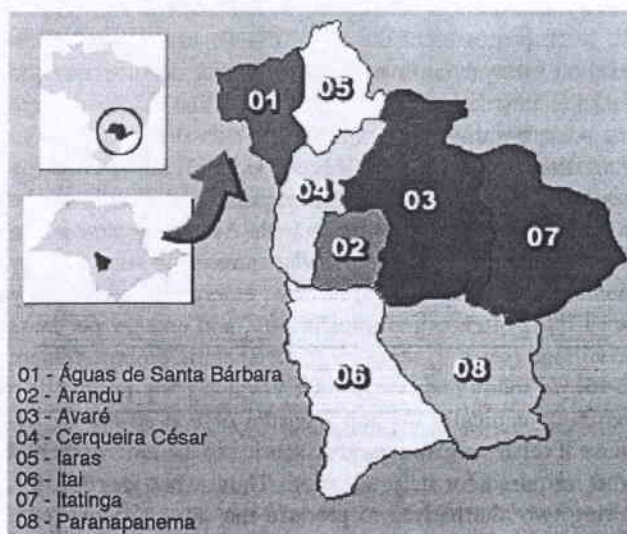 05
01
04
03
02
07
06
08
01 - Águas de Santa Bárbara
02 - Arandu
03 - Avaré
04 - Cerqueira César
05 - Iaras
06 - Itai
07 - Itatinga
08 - Paranapanema